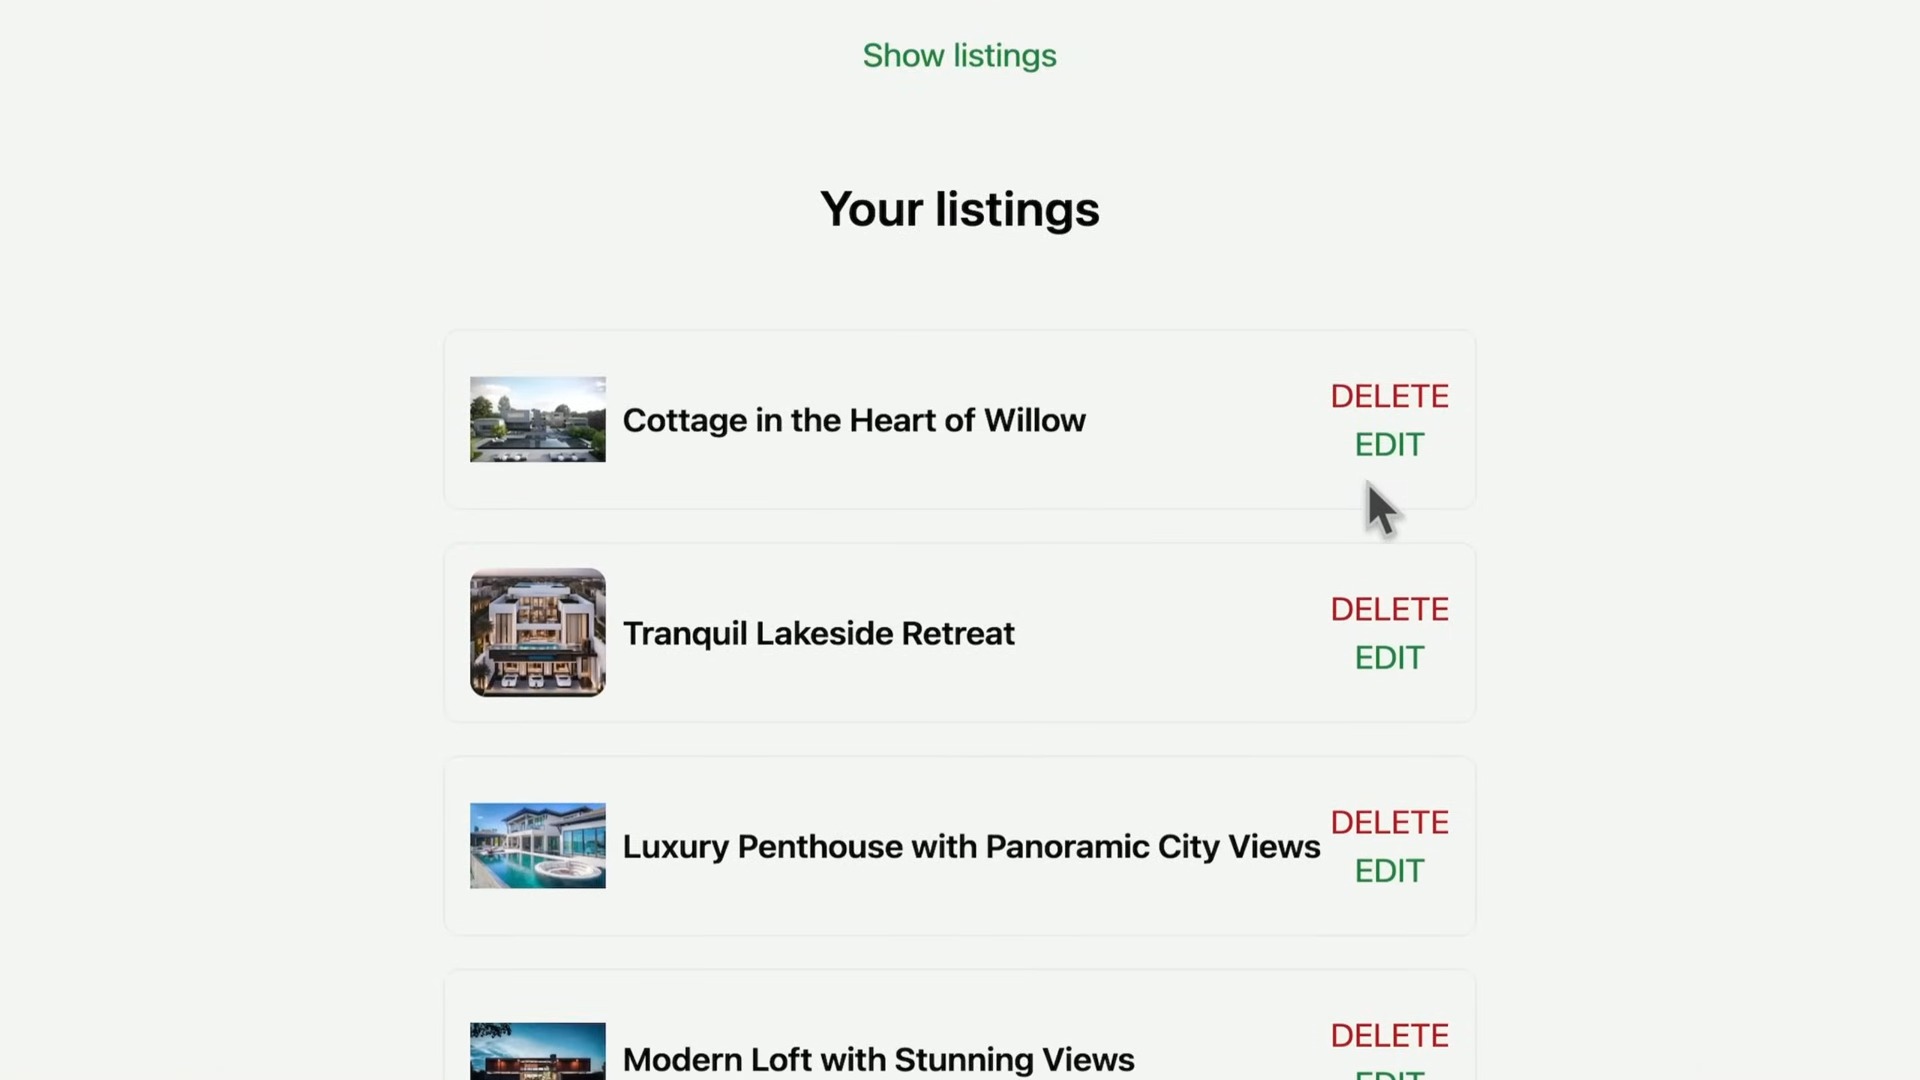 Show listings
Your listings
Cottage in the Heart of Willow
DELETE
EDIT
Tranquil Lakeside Retreat
DELETE
EDIT
Luxury Penthouse with Panoramic City Views
DELETE
EDIT
Modern Loft with Stunning Views
DELETE
EDIT